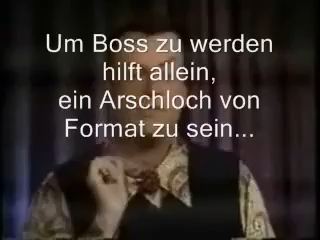 Um Boss zu werden
hilft allein,
ein Arschloch von
Format zu sein...